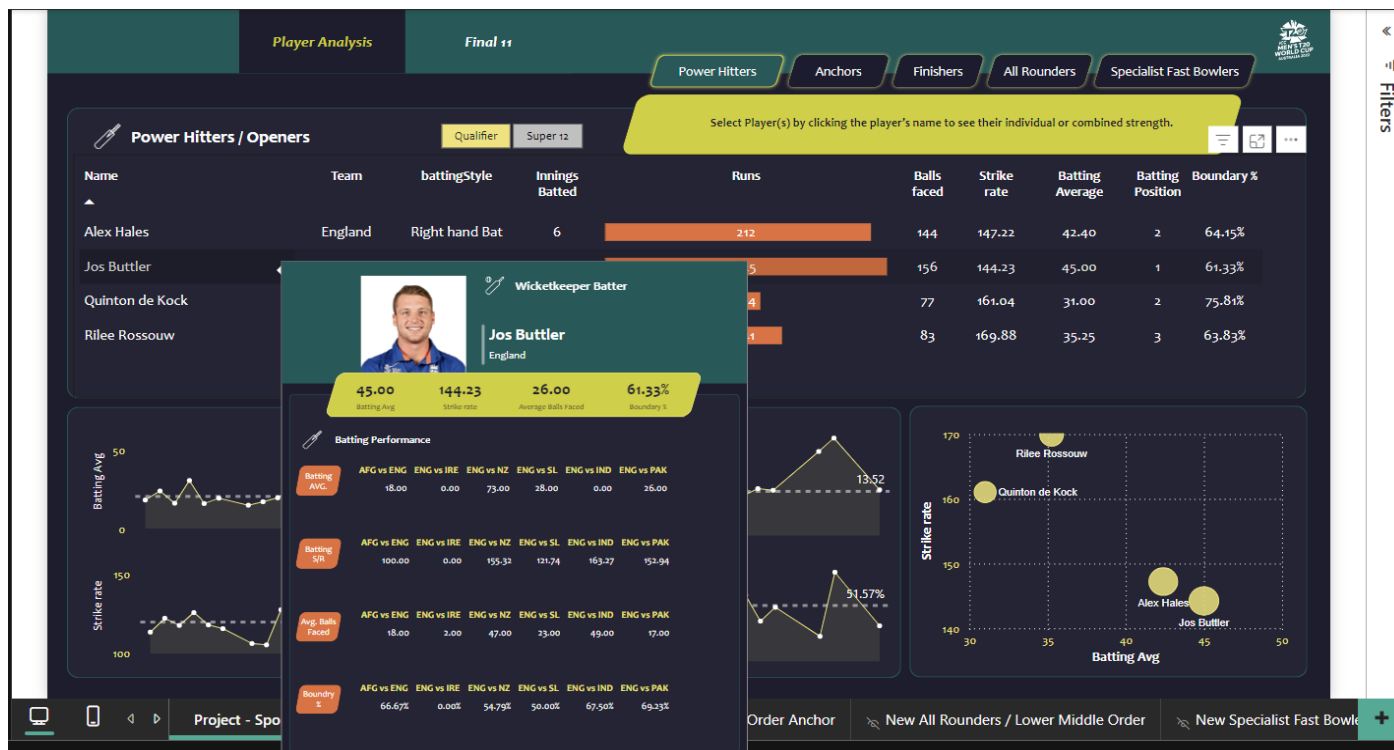 Player Analysis
Final 11
ICC
MEN'S T20
WORLD CUP
AUSTRALIA 2022
Power Hitters
Anchors
Finishers
All Rounders
Specialist Fast Bowlers
Filters
Power Hitters / Openers
Qualifier
Super 12
Select Player(s) by clicking the player's name to see their individual or combined strength.
Name Team battingStyle Innings Batted Runs Balls faced Strike rate Batting Average Batting Position Boundary %
Alex Hales England Right hand Bat 6 212 144 147.22 42.40 2 64.15%
Jos Buttler 5 156 144.23 45.00 1 61.33%
Quinton de Kock 4 77 161.04 31.00 2 75.81%
Rilee Rossouw 1 83 169.88 35.25 3 63.83%
Wicketkeeper Batter
Jos Buttler
England
45.00 144.23 26.00 61.33%
Batting Avg Strike rate Average Balls Faced Boundary %
Batting Performance
Batting AVG.
AFG vs ENG ENG vs IRE ENG vs NZ ENG vs SL ENG vs IND ENG vs PAK
18.00 0.00 73.00 28.00 0.00 26.00
Batting S/R
AFG vs ENG ENG vs IRE ENG vs NZ ENG vs SL ENG vs IND ENG vs PAK
100.00 0.00 155.32 121.74 163.27 152.94
Avg. Balls Faced
AFG vs ENG ENG vs IRE ENG vs NZ ENG vs SL ENG vs IND ENG vs PAK
18.00 2.00 47.00 23.00 49.00 17.00
Boundry %
AFG vs ENG ENG vs IRE ENG vs NZ ENG vs SL ENG vs IND ENG vs PAK
66.67% 0.00% 54.79% 50.00% 67.50% 69.23%
Batting Avg
50
0
Strike rate
150
100
13.52
51.57%
Strike rate
170
160
150
140
Rilee Rossouw
Quinton de Kock
Alex Hales
Jos Buttler
30 35 40 45 50
Batting Avg
Project - Spo
Order Anchor
New All Rounders / Lower Middle Order
New Specialist Fast Bowle